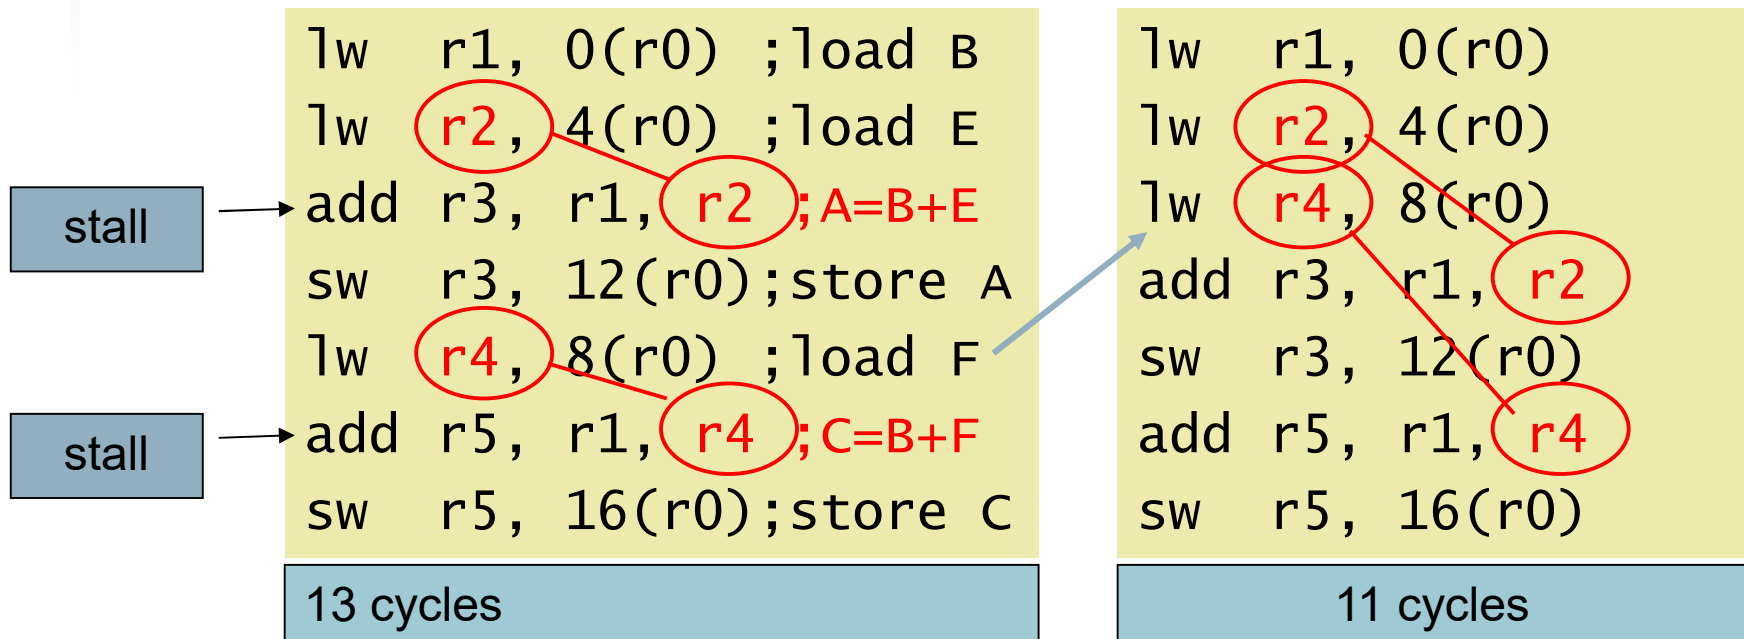 lw r1, 0(r0) ;load B
lw r2, 4(r0) ;load E
stall
add r3, r1, r2 ;A=B+E
sw r3, 12(r0);store A
lw r4, 8(r0) ;load F
stall
add r5, r1, r4 ;C=B+F
sw r5, 16(r0);store C
13 cycles
lw r1, 0(r0)
lw r2, 4(r0)
lw r4, 8(r0)
add r3, r1, r2
sw r3, 12(r0)
add r5, r1, r4
sw r5, 16(r0)
11 cycles